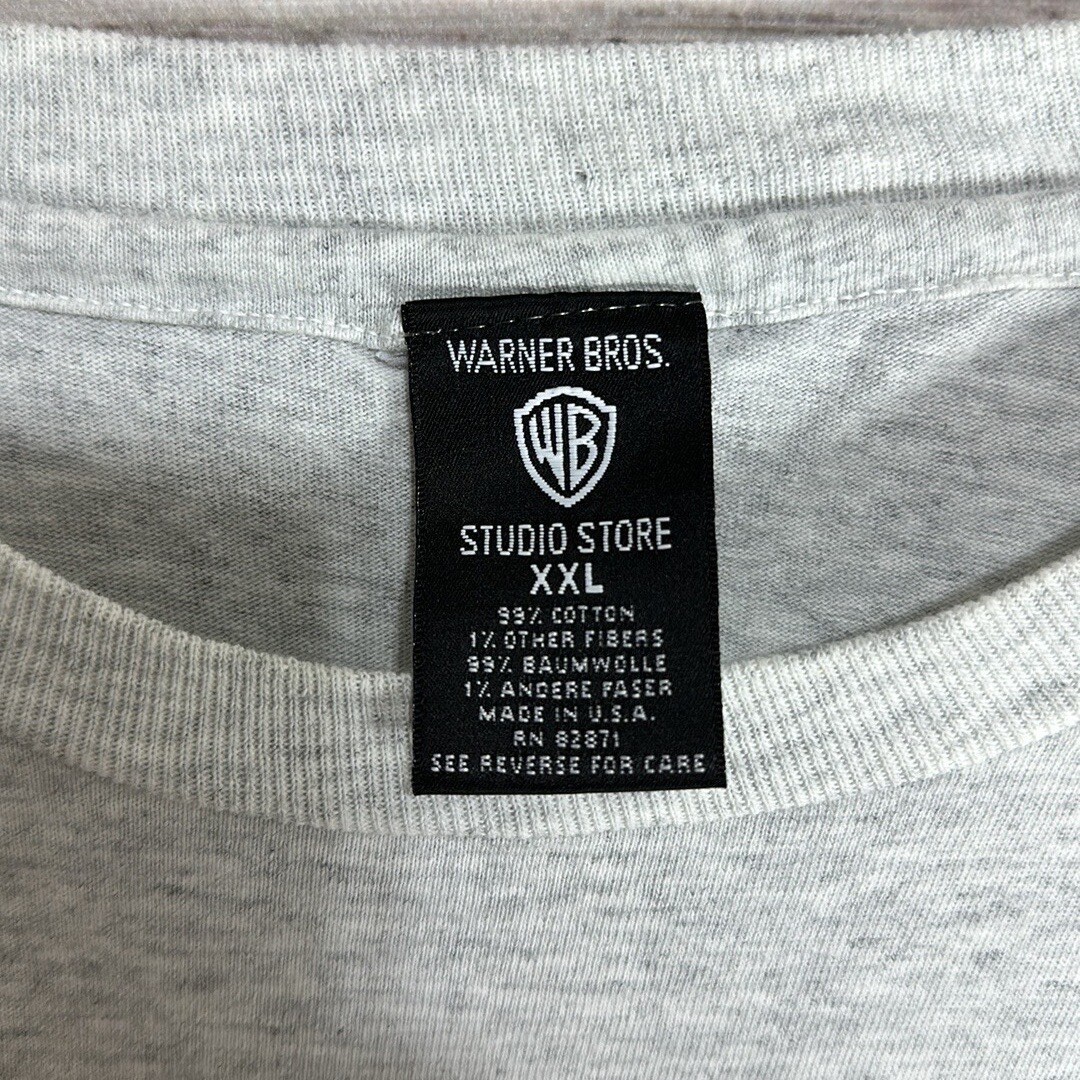 WARNER BROS.
WB
STUDIO STORE
XXL
99% COTTON
1% OTHER FIBERS
99% BAUMWOLLE
1% ANDERE FASER
MADE IN U.S.A.
RN 82871
SEE REVERSE FOR CARE